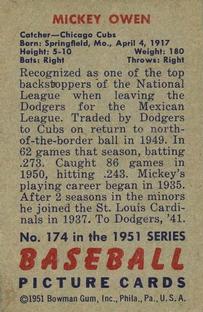 MICKEY OWEN
Catcher—Chicago Cubs
Born: Springfield, Mo., April 4, 1917
Height: 5-10 Weight: 180
Bats: Right Throws: Right
Recognized as one of the top
backstoppers of the National
League when leaving the
Dodgers for the Mexican
League. Traded by Dodgers
to Cubs on return to north-
of-the-border ball in 1949. In
62 games that season, batting
.273. Caught 86 games in
1950, hitting .243. Mickey's
playing career began in 1935.
After 2 seasons in the minors
he joined the St. Louis Cardi-
nals in 1937. To Dodgers, '41.
No. 174 in the 1951 SERIES
BASEBALL
PICTURE CARDS
©1951 Bowman Gum, Inc., Phila., Pa., U. S. A.